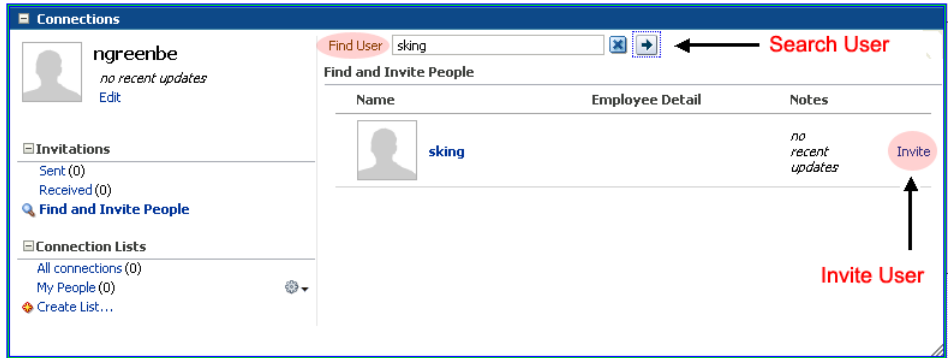 Connections
ngreenbe
no recent updates
Edit
Invitations
Sent (0)
Received (0)
Find and Invite People
Connection Lists
All connections (0)
My People (0)
Create List...
Find User sking
Search User
Find and Invite People
Name Employee Detail Notes
sking
no
recent
updates
Invite
Invite User